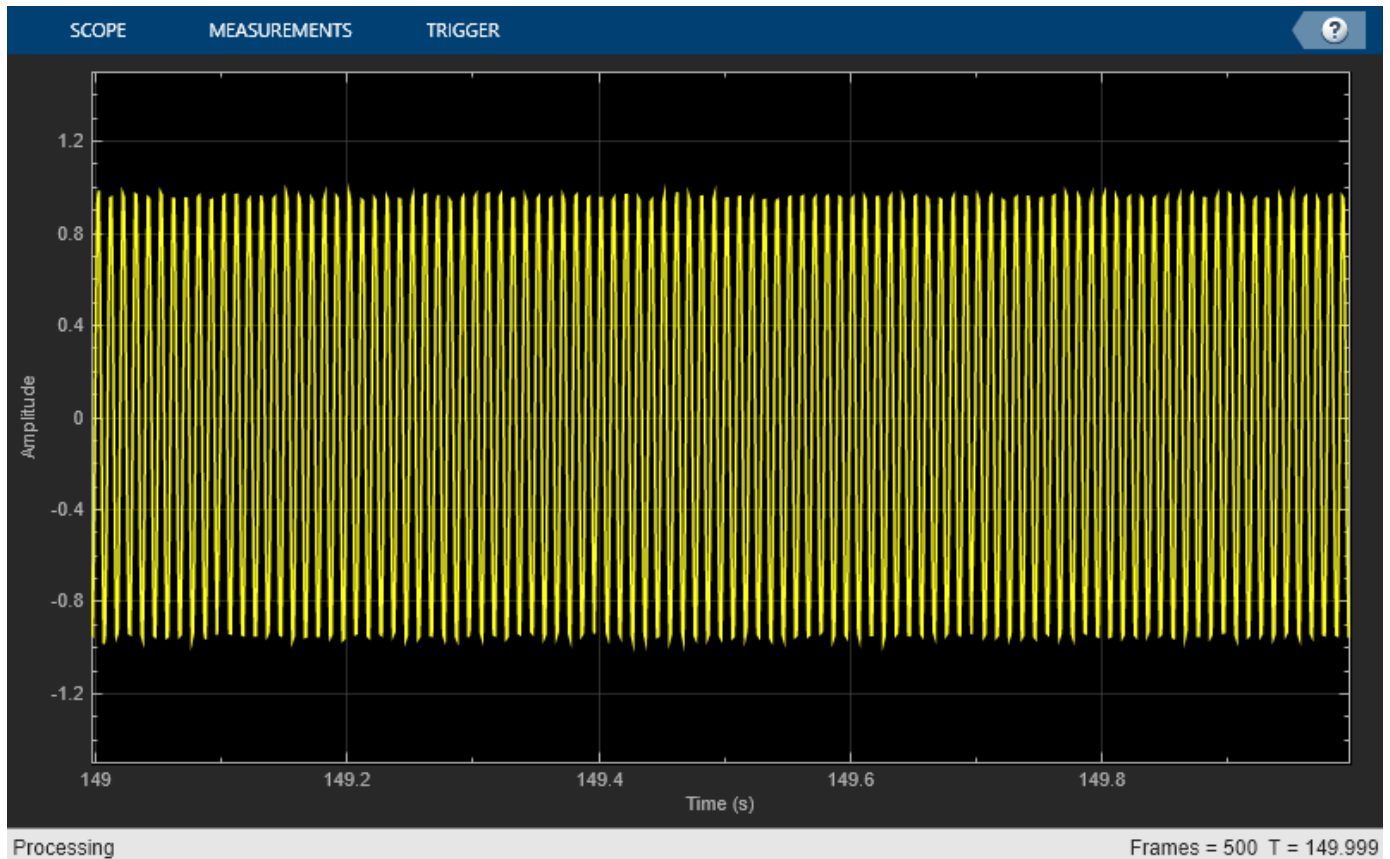 SCOPE MEASUREMENTS TRIGGER ?
1.2
0.8
0.4
0
-0.4
-0.8
-1.2
Amplitude
149 149.2 149.4 149.6 149.8
Time (s)
Processing Frames = 500 T = 149.999